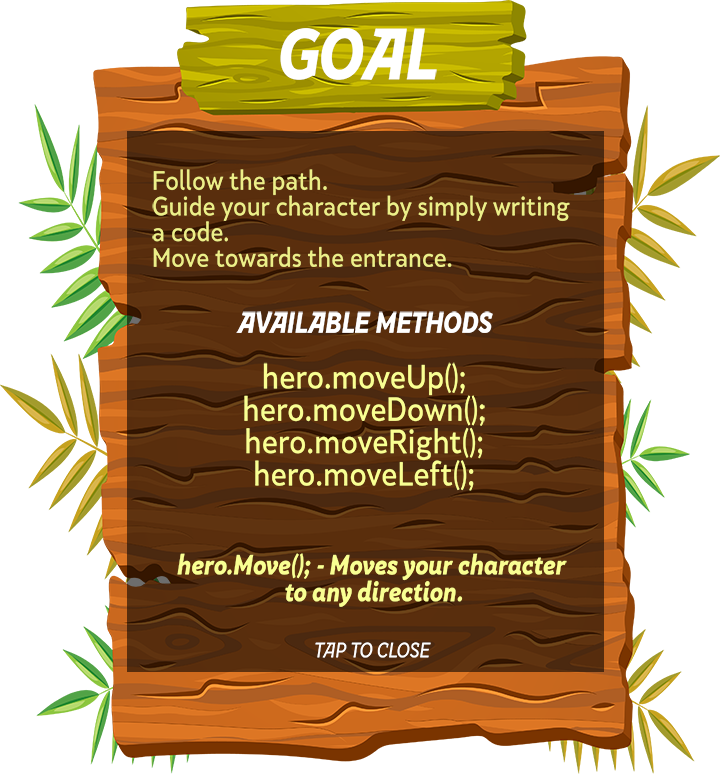 GOAL
Follow the path.
Guide your character by simply writing
a code.
Move towards the entrance.
AVAILABLE METHODS
hero.moveUp();
hero.moveDown();
hero.moveRight();
hero.moveLeft();
hero.Move(); - Moves your character
to any direction.
TAP TO CLOSE